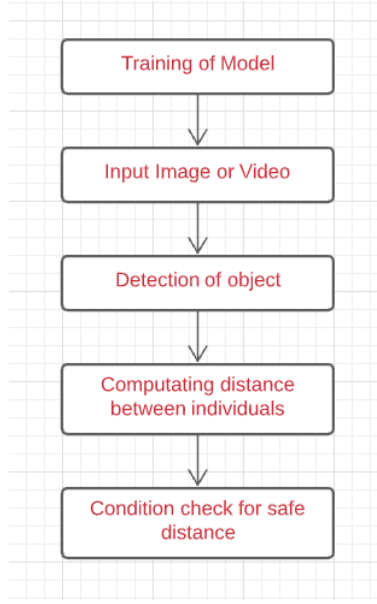 Training of Model
Input Image or Video
Detection of object
Computating distance
between individuals
Condition check for safe
distance